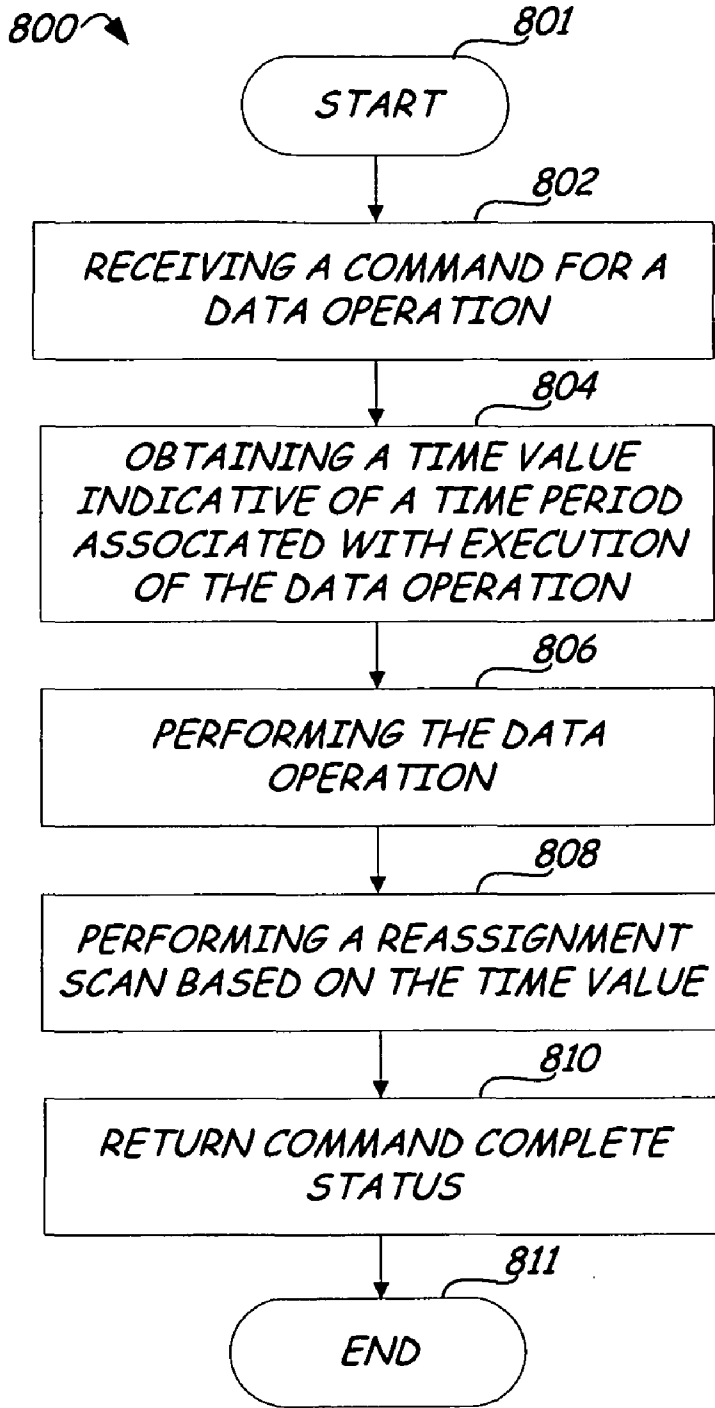 800
801
START
802
RECEIVING A COMMAND FOR A
DATA OPERATION
804
OBTAINING A TIME VALUE
INDICATIVE OF A TIME PERIOD
ASSOCIATED WITH EXECUTION
OF THE DATA OPERATION
806
PERFORMING THE DATA
OPERATION
808
PERFORMING A REASSIGNMENT
SCAN BASED ON THE TIME VALUE
810
RETURN COMMAND COMPLETE
STATUS
811
END